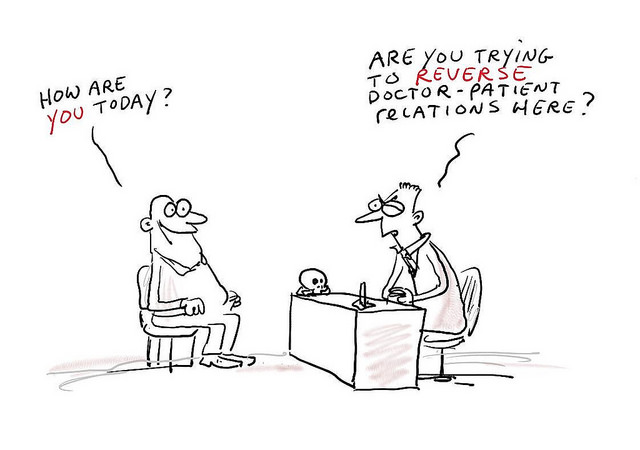 HOW ARE
YOU TODAY?
ARE YOU TRYING
TO REVERSE
DOCTOR-PATIENT
RELATIONS HERE?